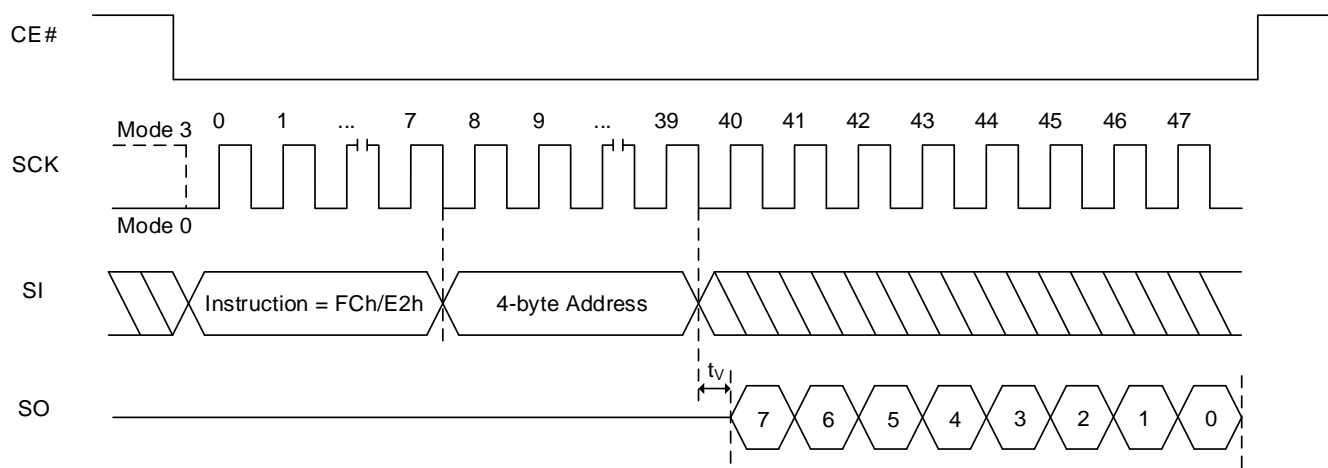 CE#
Mode 3 0 1 ... 7 8 9 ... 39 40 41 42 43 44 45 46 47
SCK
Mode 0
SI
Instruction = FCh/E2h 4-byte Address
tV
SO
7 6 5 4 3 2 1 0